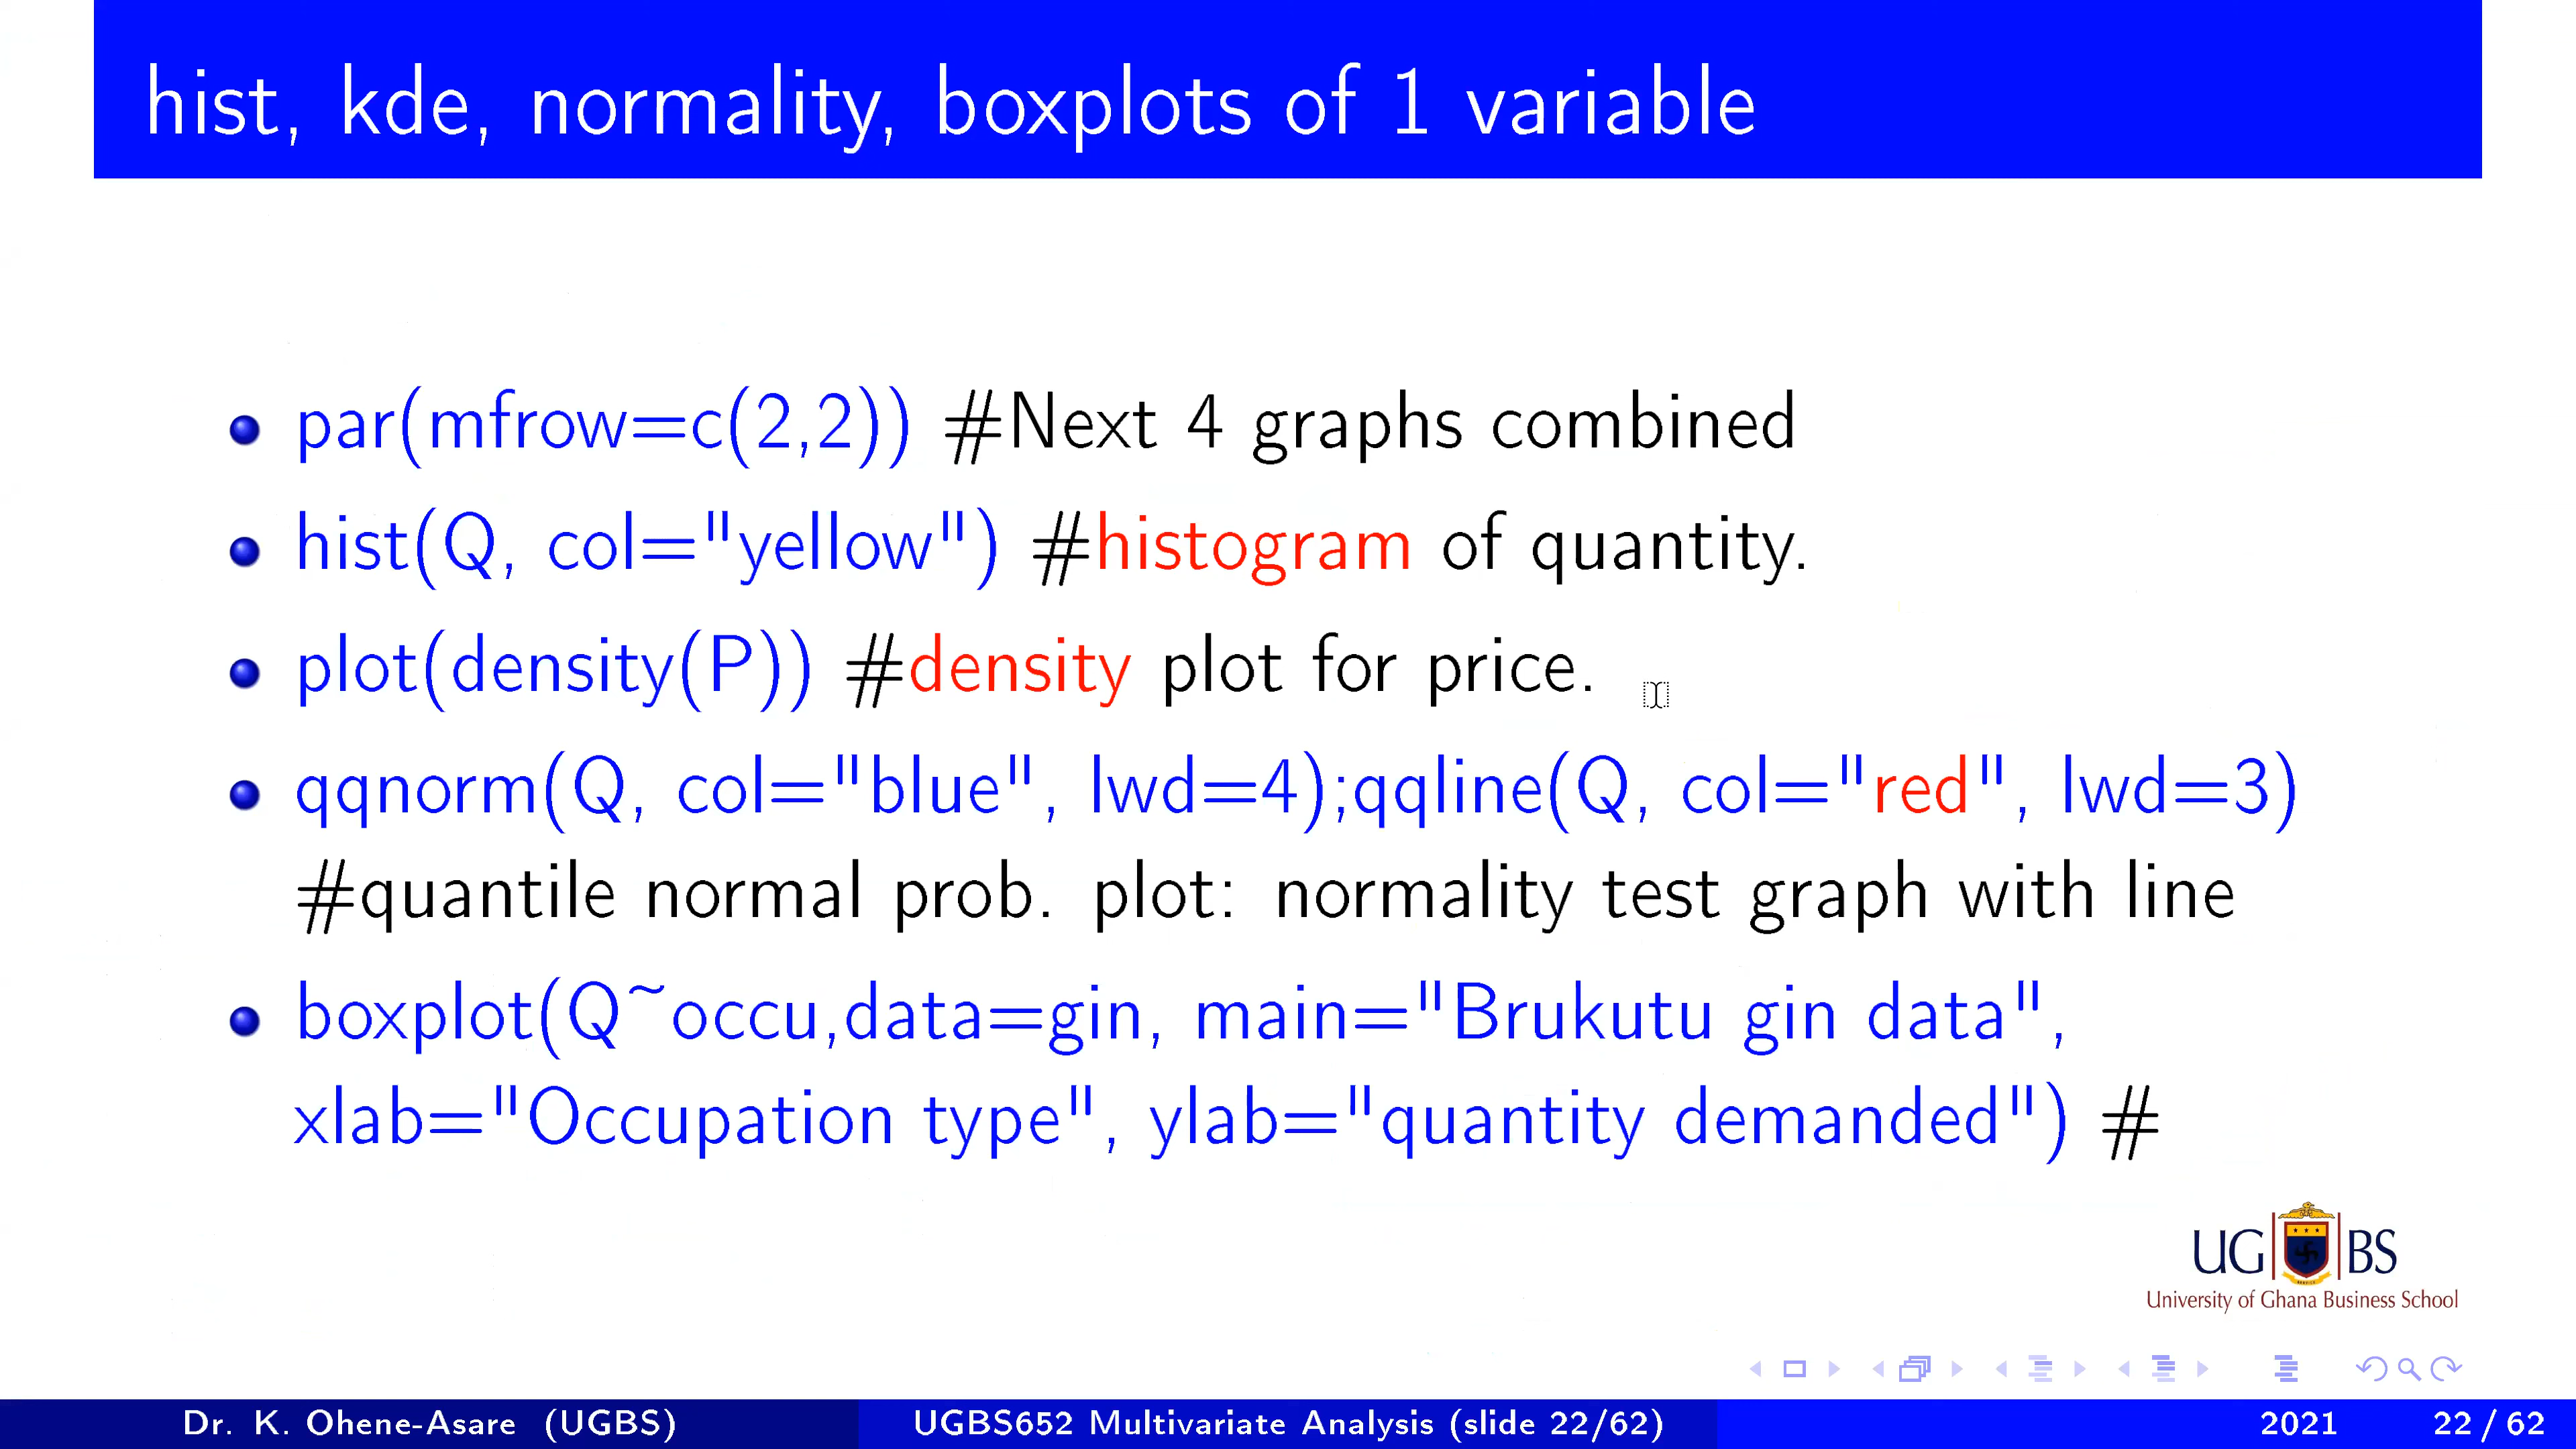 hist, kde, normality, boxplots of 1 variable
par(mfrow=c(2,2)) #Next 4 graphs combined
hist(Q, col="yellow") #histogram of quantity.
plot(density(P)) #density plot for price.
qqnorm(Q, col="blue", lwd=4);qqline(Q, col="red", lwd=3)
#quantile normal prob. plot: normality test graph with line
boxplot(Q~occu,data=gin, main="Brukutu gin data",
xlab="Occupation type", ylab="quantity demanded") #
UG BS
University of Ghana Business School
Dr. K. Ohene-Asare (UGBS) UGBS652 Multivariate Analysis (slide 22/62) 2021 22 / 62